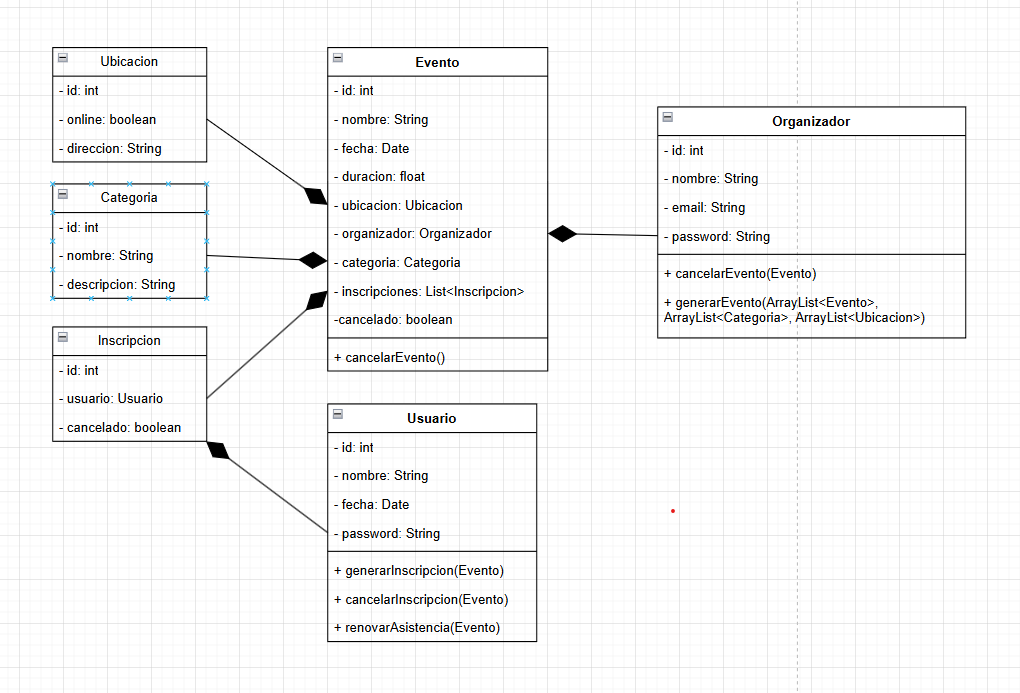 Ubicacion
- id: int
- online: boolean
- direccion: String
Categoria
- id: int
- nombre: String
- descripcion: String
Inscripcion
- id: int
- usuario: Usuario
- cancelado: boolean
Evento
- id: int
- nombre: String
- fecha: Date
- duracion: float
- ubicacion: Ubicacion
- organizador: Organizador
- categoria: Categoria
- inscripciones: List<Inscripcion>
-cancelado: boolean
+ cancelarEvento()
Usuario
- id: int
- nombre: String
- fecha: Date
- password: String
+ generarInscripcion(Evento)
+ cancelarInscripcion(Evento)
+ renovarAsistencia(Evento)
Organizador
- id: int
- nombre: String
- email: String
- password: String
+ cancelarEvento(Evento)
+ generarEvento(ArrayList<Evento>,
ArrayList<Categoria>, ArrayList<Ubicacion>)